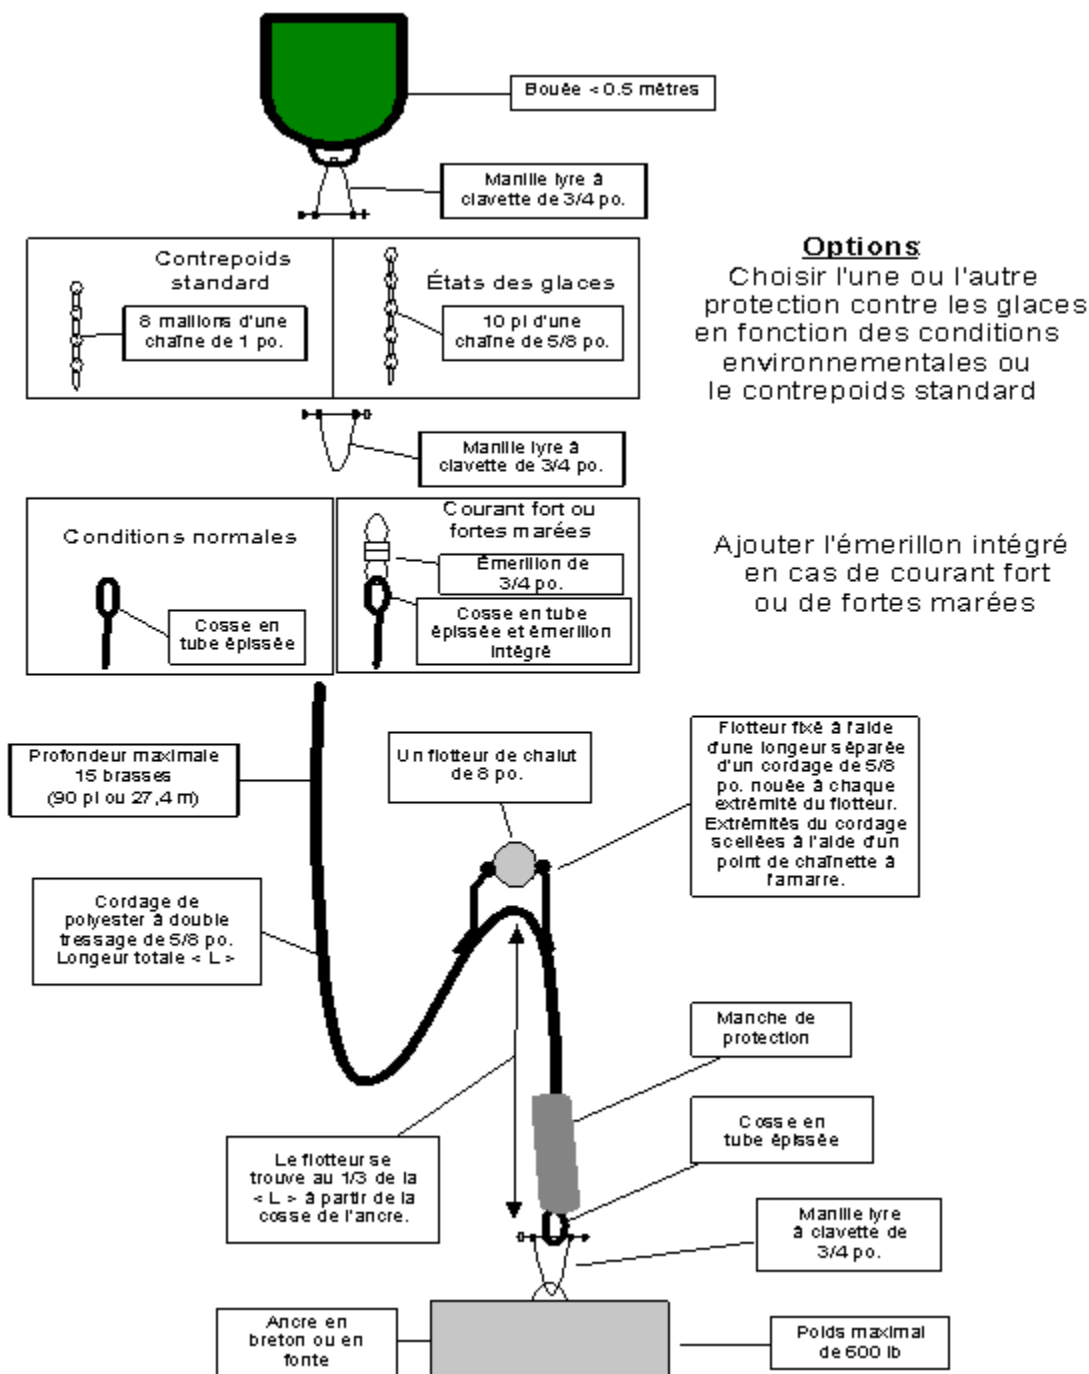 Bouée < 0.5 mètres
Manille lyre à
clavette de 3/4 po.
Contrepoids
standard
8 maillons d'une
chaîne de 1 po.
États des glaces
10 pi d'une
chaîne de 5/8 po.
Options
Choisir l'une ou l'autre
protection contre les glaces
en fonction des conditions
environnementales ou
le contrepoids standard
Manille lyre à
clavette de 3/4 po.
Conditions normales
Cosse en
tube épissée
Courant fort ou
fortes marées
Émerillon de
3/4 po.
Cosse en tube
épissée et émerillon
intégré
Ajouter l'émerillon intégré
en cas de courant fort
ou de fortes marées
Profondeur maximale
15 brasses
(90 pi ou 27,4 m)
Un flotteur de chalut
de 8 po.
Flotteur fixé à l'aide
d'une longeur séparée
d'un cordage de 5/8
po. nouée à chaque
extrémité du flotteur.
Extrémités du cordage
scellées à l'aide d'un
point de chaînette à
l'amarre.
Cordage de
polyester à double
tressage de 5/8 po.
Longeur totale < L >
Manche de
protection
Cosse en
tube épissée
Le flotteur se
trouve au 1/3 de la
< L > à partir de la
cosse de l'ancre.
Manille lyre
à clavette de
3/4 po.
Ancre en
breton ou en
fonte
Poids maximal
de 600 lb